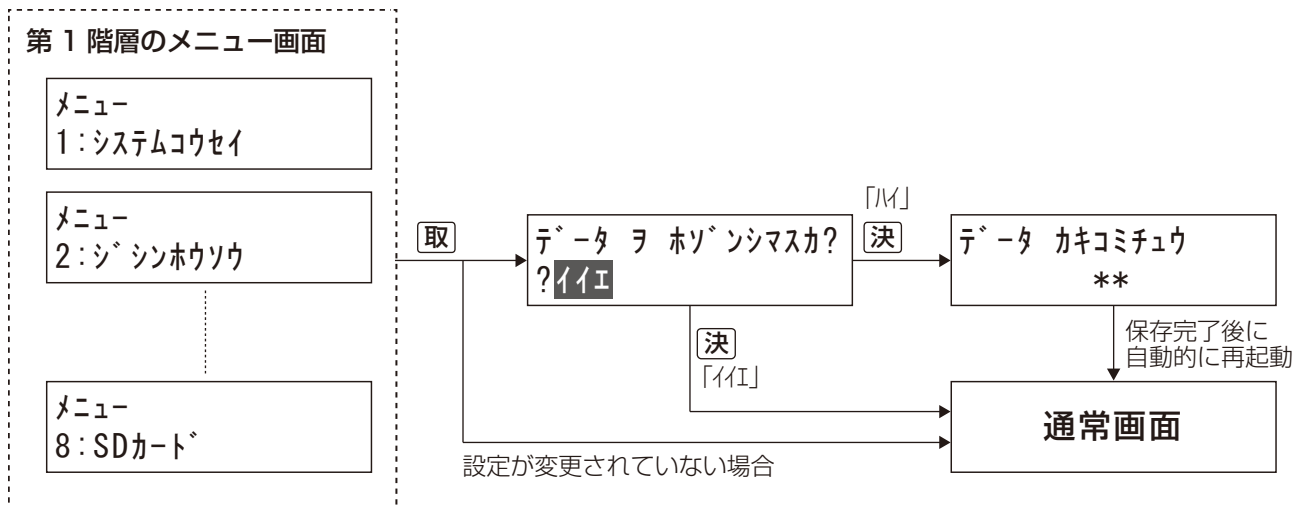 第 1 階層のメニュー画面
メニュー
1:システムコウセイ
メニュー
2:ジシンホウソウ
メニュー
8:SDカード
取
データ ヲ ホゾンシマスカ?
?イイエ
「ハイ」
決
データ カキコミチュウ
**
決
「イイエ」
保存完了後に
自動的に再起動
通常画面
設定が変更されていない場合